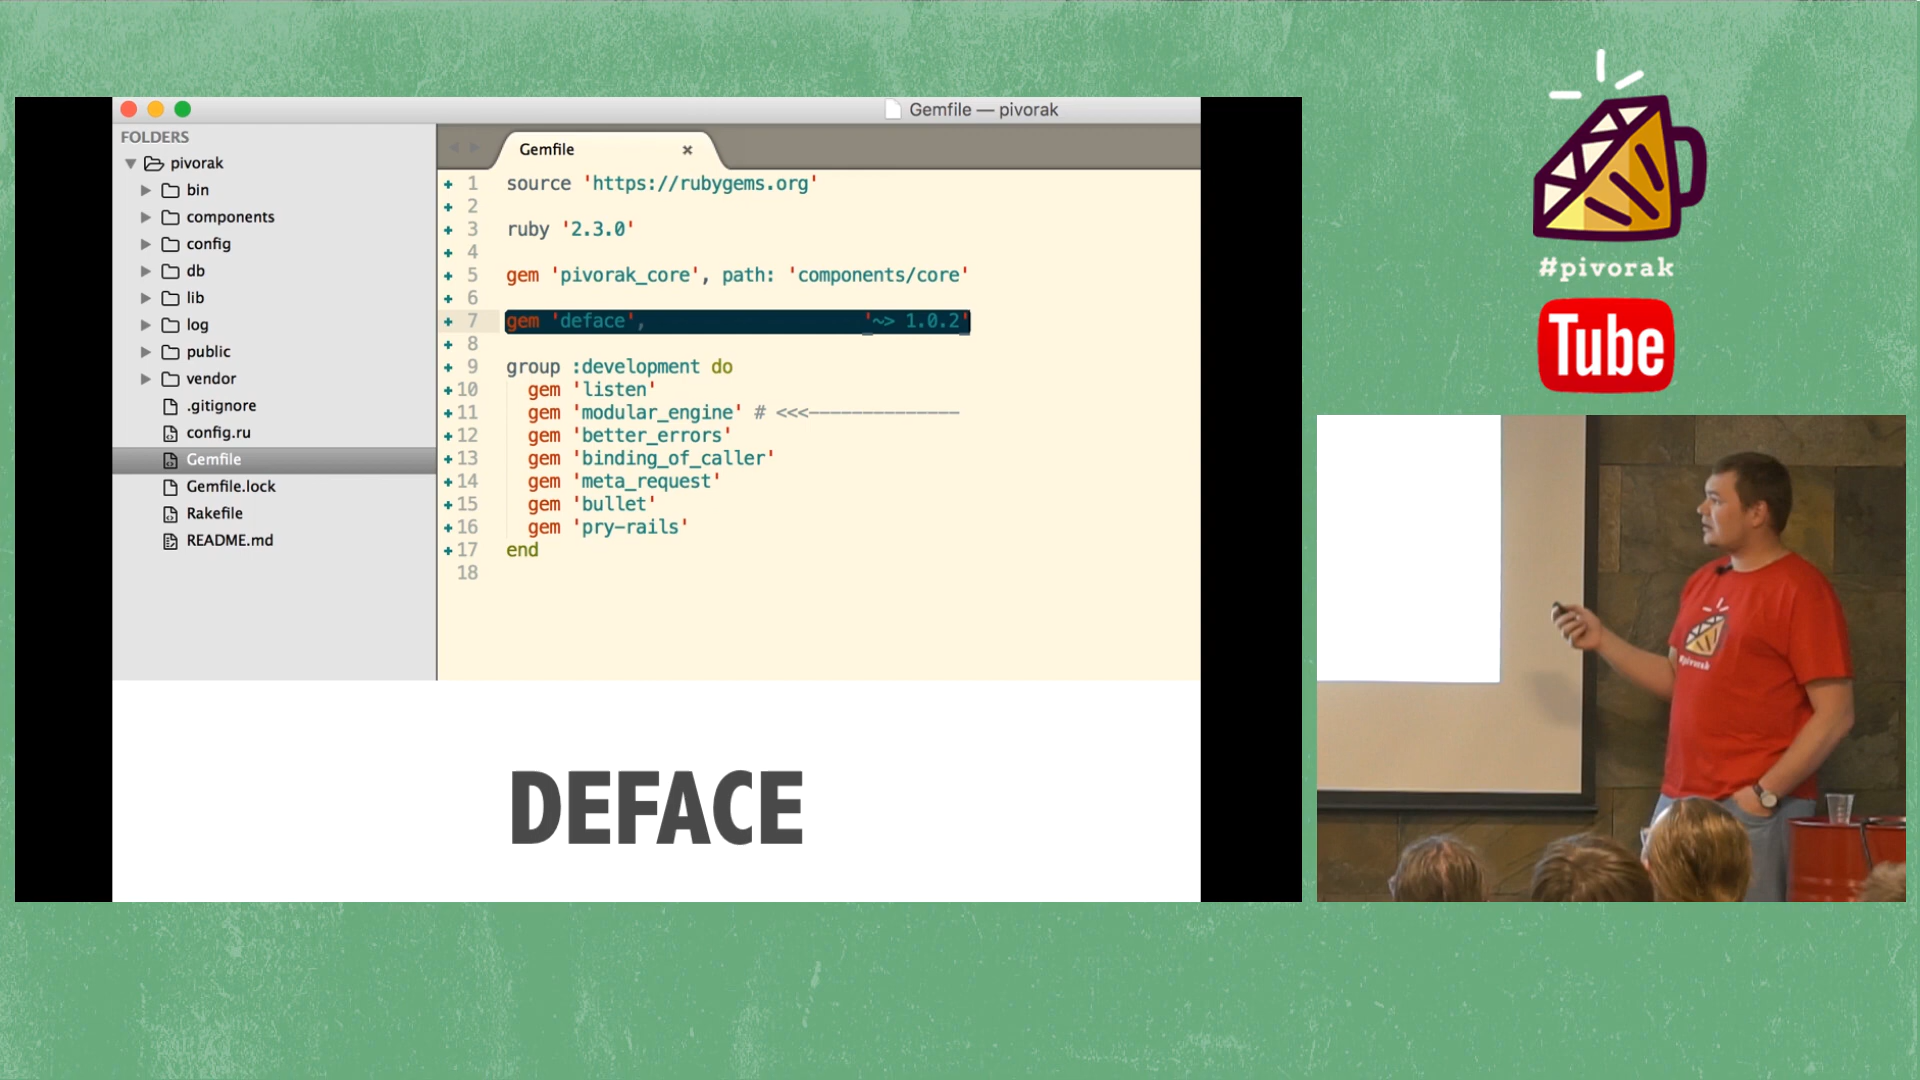 Gemfile — pivorak
FOLDERS
pivorak
bin
components
config
db
lib
log
public
vendor
.gitignore
config.ru
Gemfile
Gemfile.lock
Rakefile
README.md
Gemfile ×
1 source 'https://rubygems.org'
2
3 ruby '2.3.0'
4
5 gem 'pivorak_core', path: 'components/core'
6
7 gem 'deface', '~> 1.0.2'
8
9 group :development do
10 gem 'listen'
11 gem 'modular_engine' # <<<--------------
12 gem 'better_errors'
13 gem 'binding_of_caller'
14 gem 'meta_request'
15 gem 'bullet'
16 gem 'pry-rails'
17 end
18
DEFACE
#pivorak
Tube
#pivorak